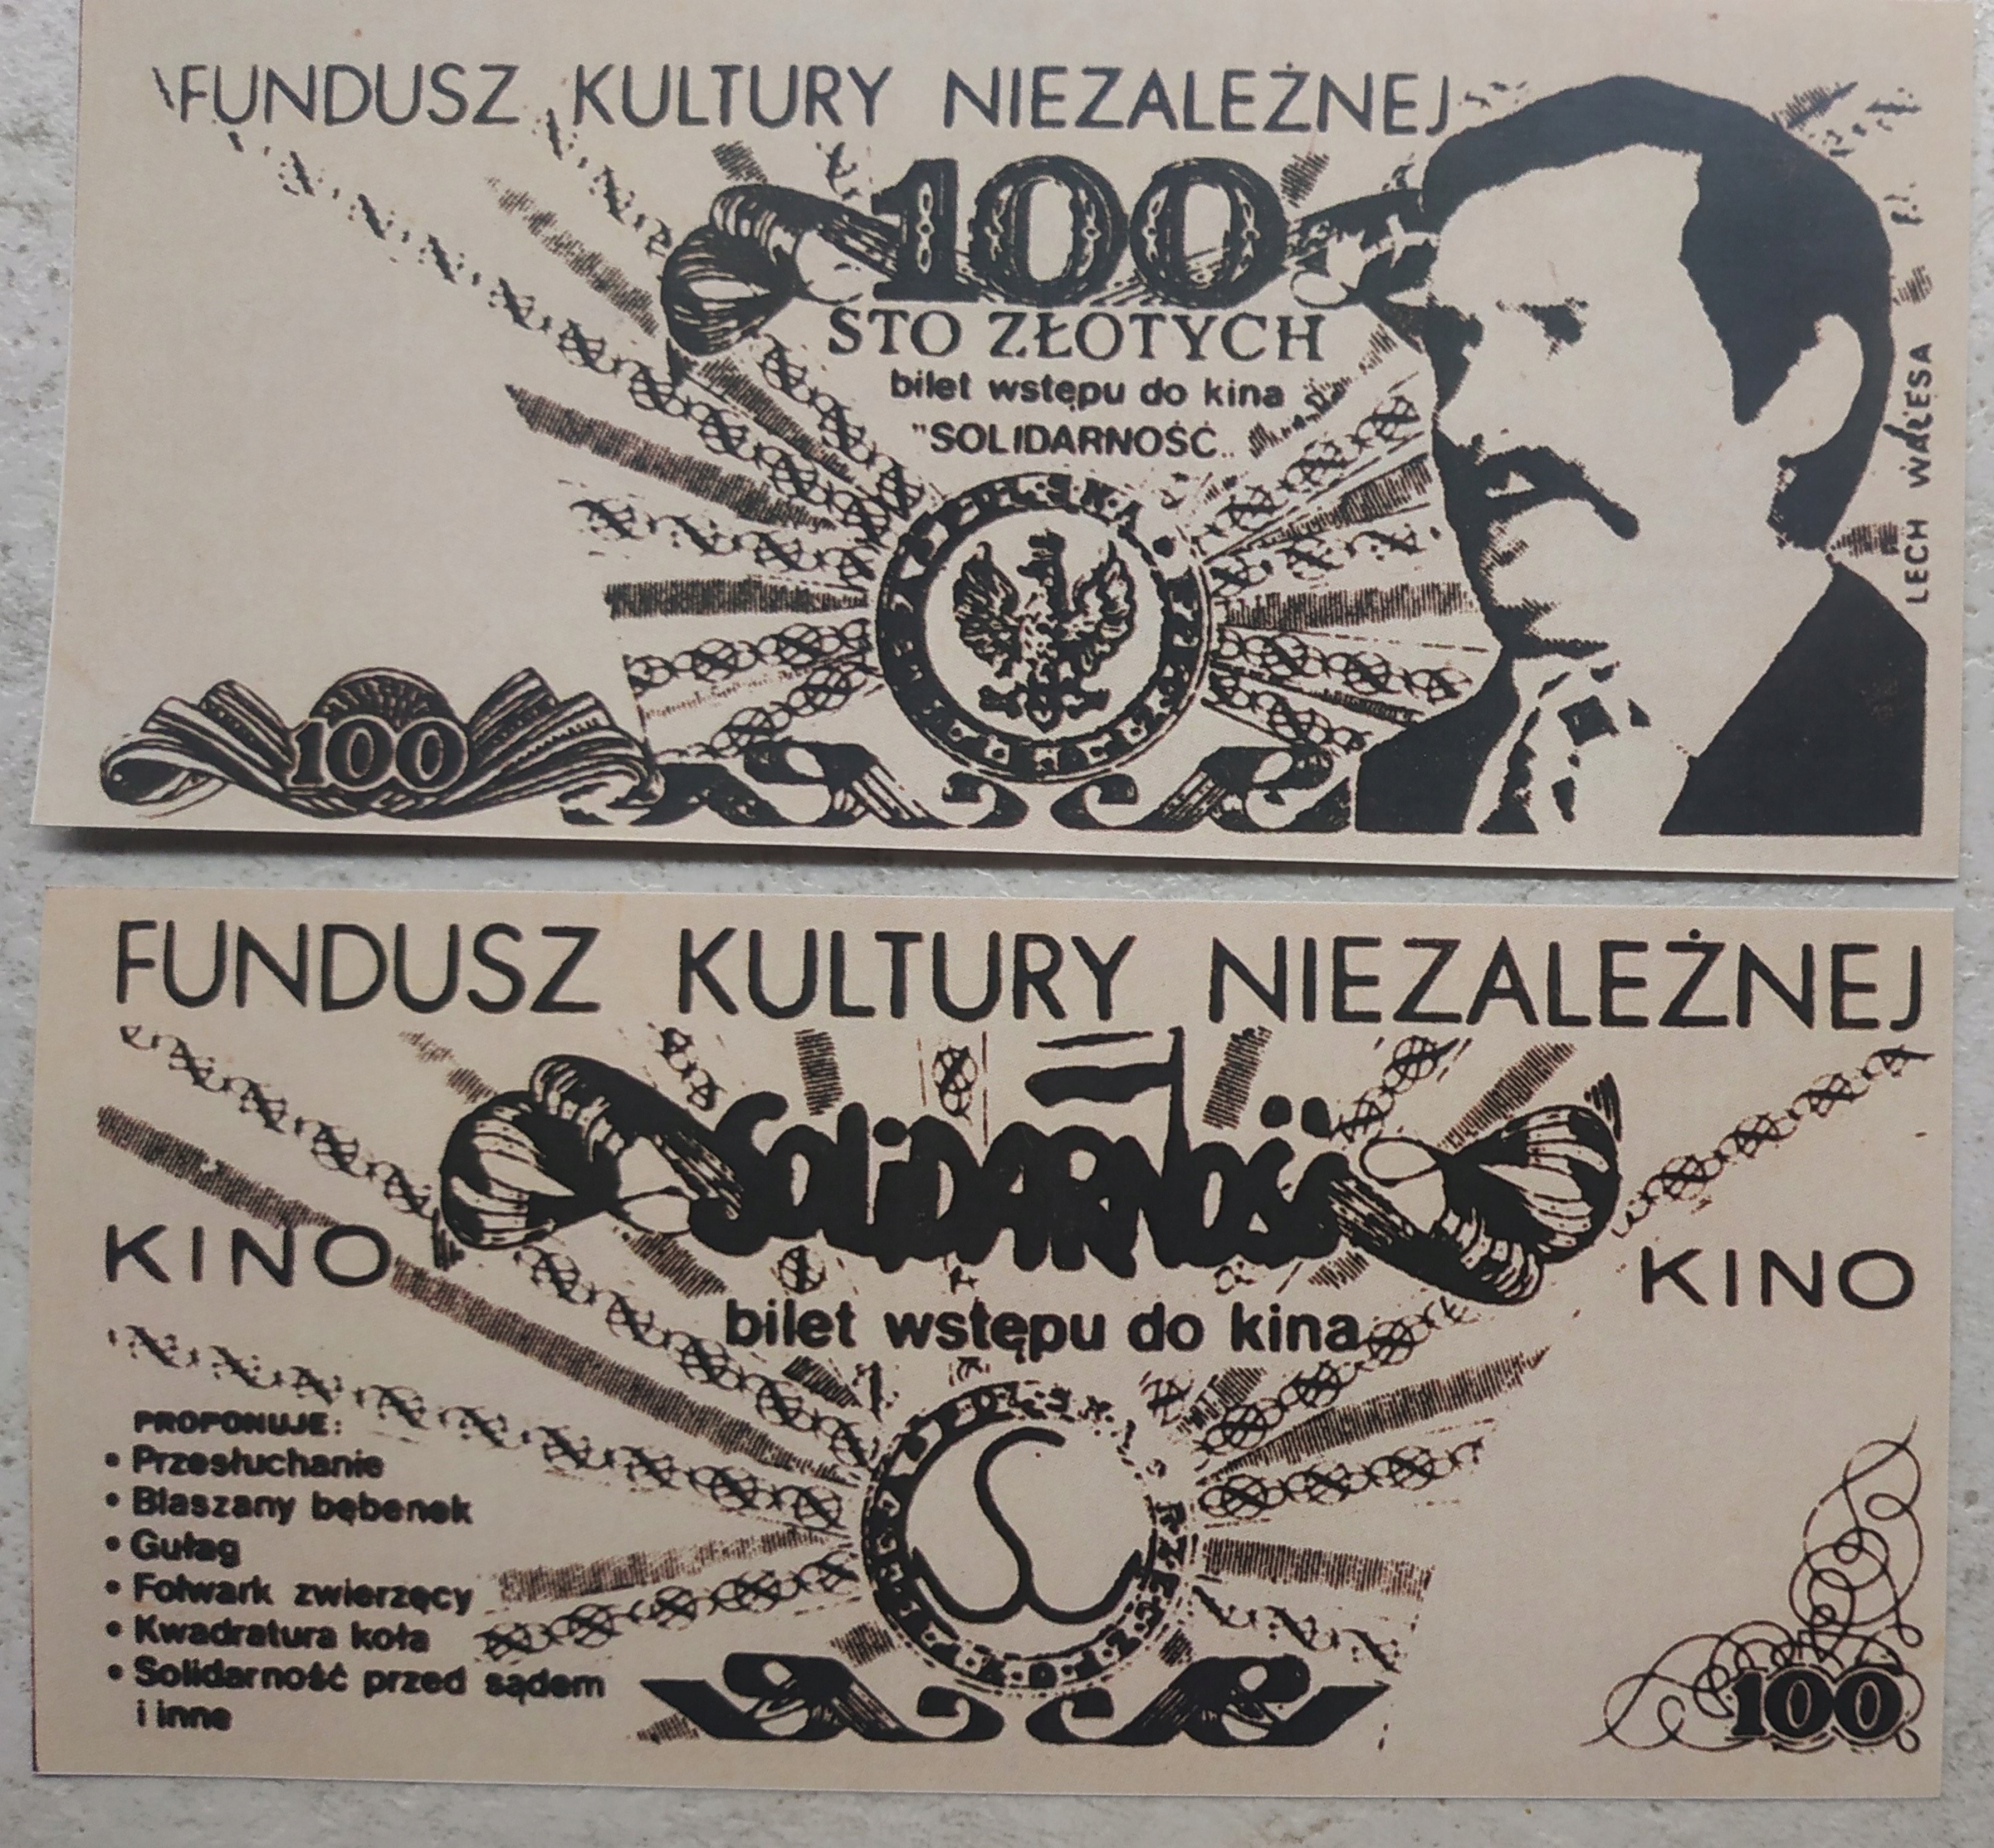 FUNDUSZ KULTURY NIEZALEŻNEJ
100
STO ZŁOTYCH
bilet wstępu do kina
"SOLIDARNOŚĆ"
LECH WAŁESA
100
FUNDUSZ KULTURY NIEZALEŻNEJ
SOLIDARNOŚĆ
KINO
KINO
bilet wstępu do kina
PROPONUJE:
• Przesłuchanie
• Blaszany bębenek
• Gułag
• Folwark zwierzęcy
• Kwadratura koła
• Solidarność przed sądem
i inne
100